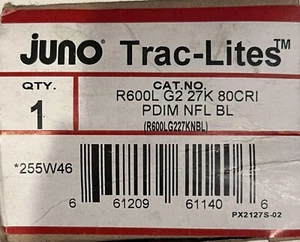 juno® Trac-Lites™
QTY.
1
CAT.NO.
R600L G2 27K 80CRI
PDIM NFL BL
(R600LG227KNBL)
*255W46
6 61209 61140 6
PX2127S-02